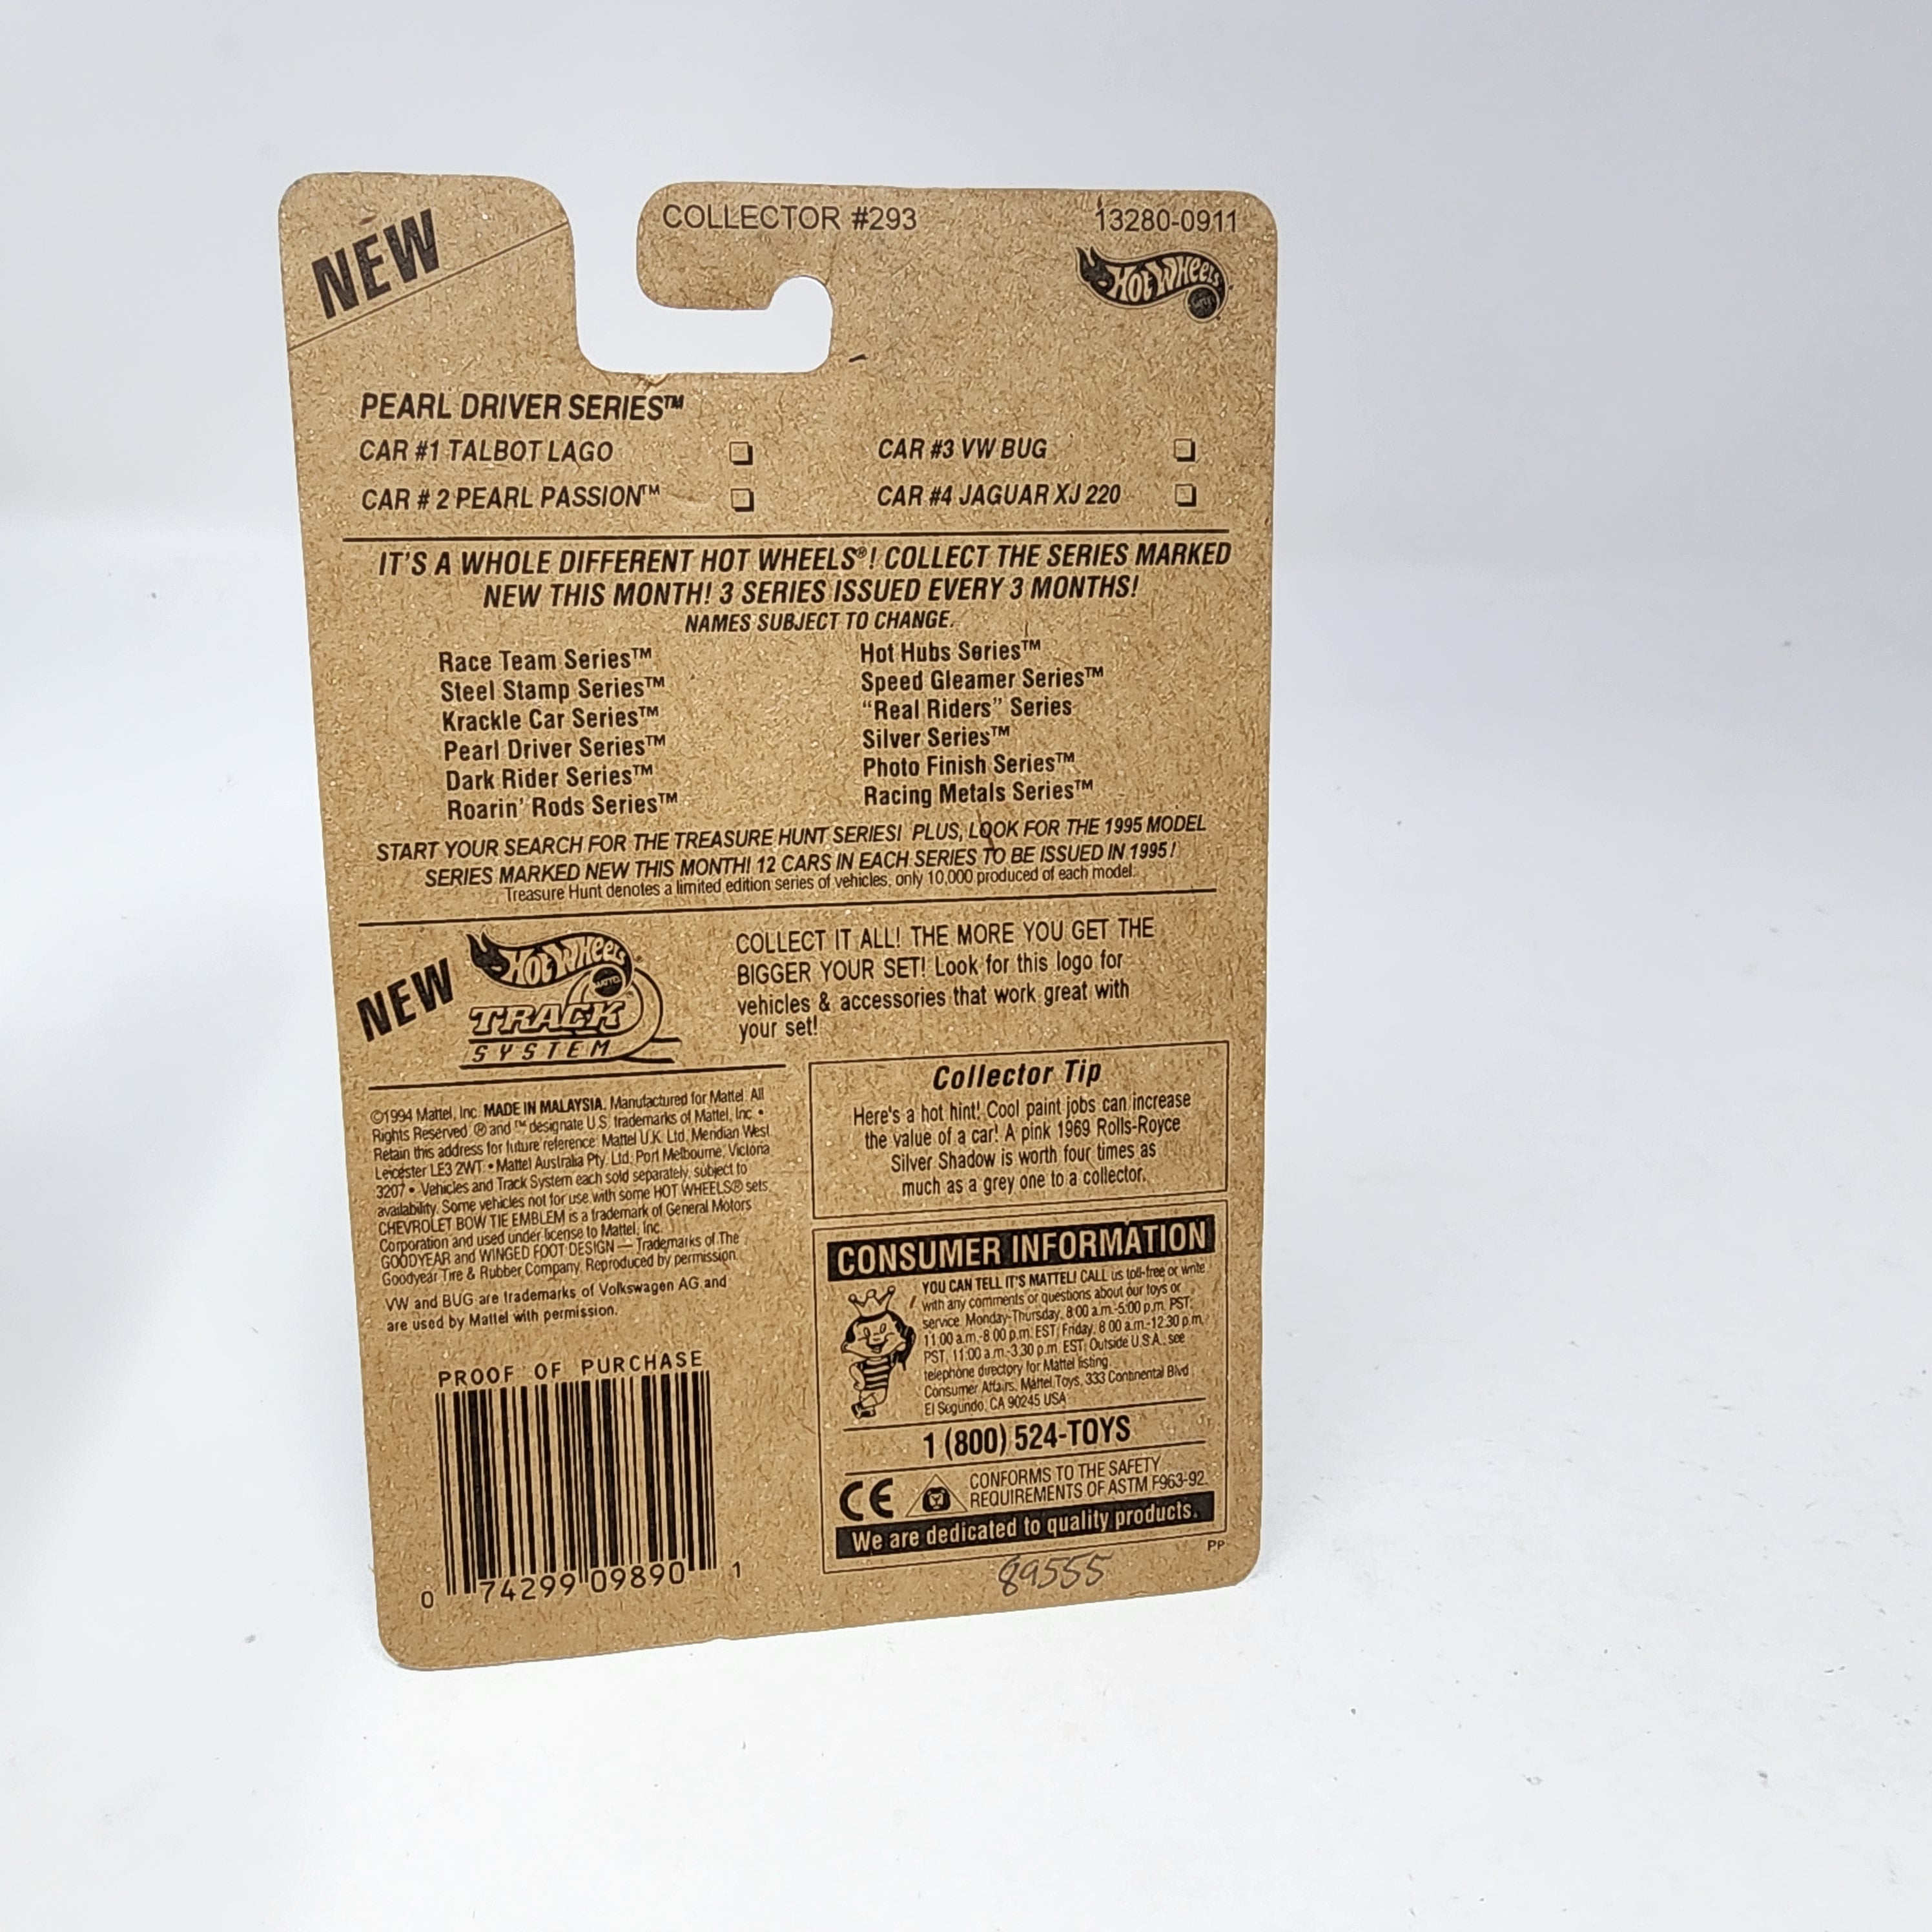 NEW
COLLECTOR #293
13280-0911
HOT WHEELS
PEARL DRIVER SERIES™
CAR #1 TALBOT LAGO
CAR # 2 PEARL PASSION™
CAR #3 VW BUG
CAR #4 JAGUAR XJ 220
IT'S A WHOLE DIFFERENT HOT WHEELS®! COLLECT THE SERIES MARKED
NEW THIS MONTH! 3 SERIES ISSUED EVERY 3 MONTHS!
NAMES SUBJECT TO CHANGE.
Race Team Series™
Steel Stamp Series™
Krackle Car Series™
Pearl Driver Series™
Dark Rider Series™
Roarin' Rods Series™
Hot Hubs Series™
Speed Gleamer Series™
"Real Riders" Series
Silver Series™
Photo Finish Series™
Racing Metals Series™
START YOUR SEARCH FOR THE TREASURE HUNT SERIES! PLUS, LOOK FOR THE 1995 MODEL
SERIES MARKED NEW THIS MONTH! 12 CARS IN EACH SERIES TO BE ISSUED IN 1995!
Treasure Hunt denotes a limited edition series of vehicles, only 10,000 produced of each model.
NEW
HOT WHEELS
MATTEL
TRACK
SYSTEM
COLLECT IT ALL! THE MORE YOU GET THE
BIGGER YOUR SET! Look for this logo for
vehicles & accessories that work great with
your set!
©1994 Mattel, Inc. MADE IN MALAYSIA. Manufactured for Mattel. All
Rights Reserved. ® and ™ designate U.S. trademarks of Mattel, Inc. •
Retain this address for future reference: Mattel U.K. Ltd, Meridian West
Leicester LE3 2WT. • Mattel Australia Pty. Ltd. Port Melbourne, Victoria
3207 • Vehicles and Track System each sold separately, subject to
availability. Some vehicles not for use with some HOT WHEELS® sets.
CHEVROLET BOW TIE EMBLEM is a trademark of General Motors
Corporation and used under license to Mattel, Inc.
GOODYEAR and WINGED FOOT DESIGN — Trademarks of The
Goodyear Tire & Rubber Company. Reproduced by permission.
VW and BUG are trademarks of Volkswagen AG and
are used by Mattel with permission.
PROOF OF PURCHASE
0 74299 09890 1
Collector Tip
Here's a hot hint! Cool paint jobs can increase
the value of a car! A pink 1969 Rolls-Royce
Silver Shadow is worth four times as
much as a grey one to a collector.
CONSUMER INFORMATION
YOU CAN TELL IT'S MATTEL! CALL us toll-free or write
with any comments or questions about our toys or
service. Monday-Thursday, 8:00 a.m.-5:00 p.m. PST;
11:00 a.m.-8:00 p.m. EST; Friday, 8:00 a.m.-12:30 p.m.
PST, 11:00 a.m.-3:30 p.m. EST; Outside U.S.A., see
telephone directory for Mattel listing.
Consumer Affairs, Mattel Toys, 333 Continental Blvd
El Segundo, CA 90245 USA
1 (800) 524-TOYS
CE
CONFORMS TO THE SAFETY
REQUIREMENTS OF ASTM F963-92.
We are dedicated to quality products.
PP
89555